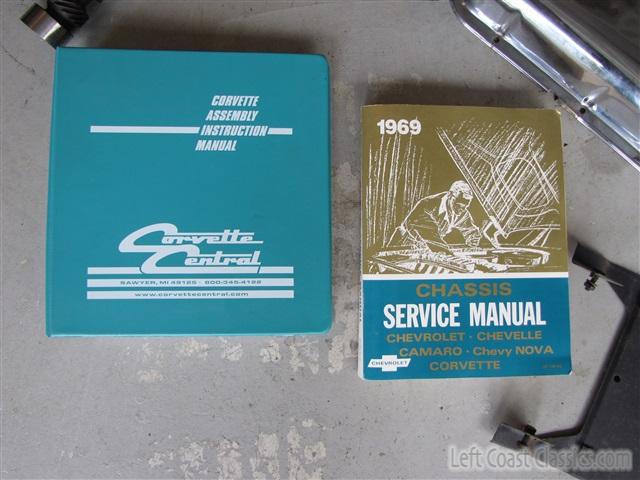 CORVETTE
ASSEMBLY
INSTRUCTION
MANUAL
Corvette
Central
SAWYER, MI 49125 • 800-345-4122
www.corvettecentral.com
1969
CHASSIS
SERVICE MANUAL
CHEVROLET • CHEVELLE
CAMARO • Chevy NOVA
CORVETTE
CHEVROLET
Left Coast Classics.com